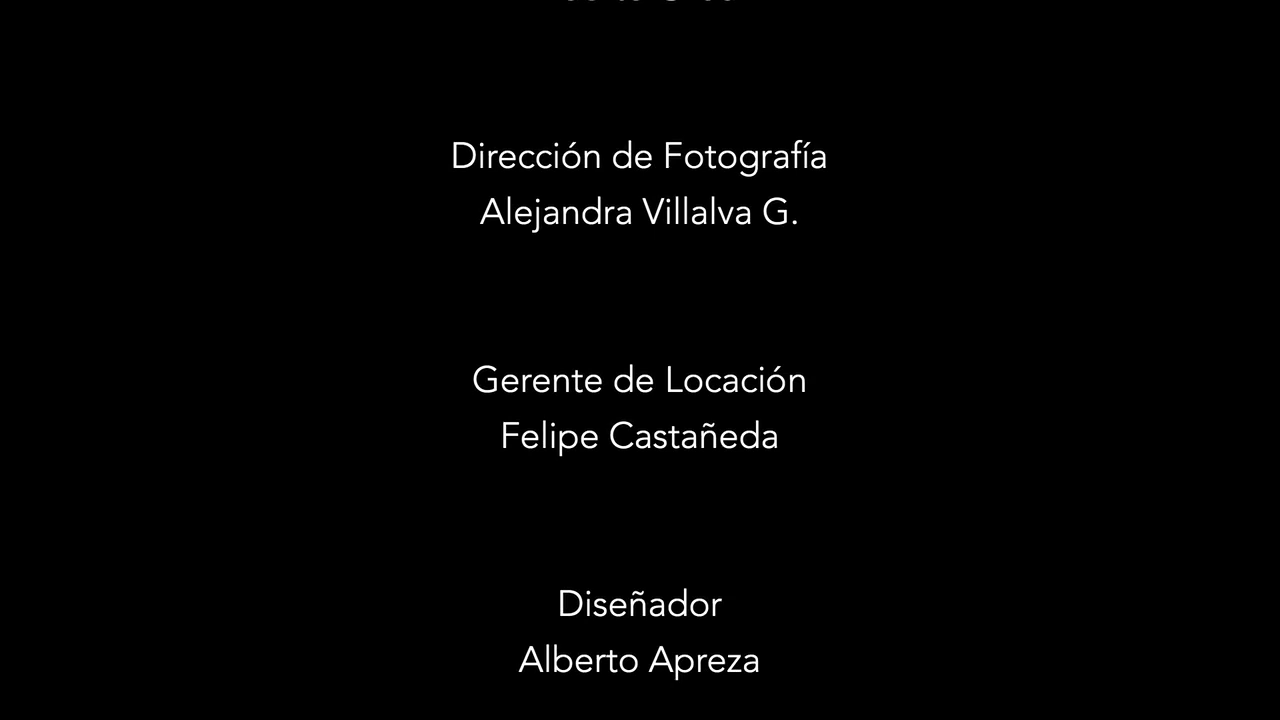 Dirección de Fotografía
Alejandra Villalva G.
Gerente de Locación
Felipe Castañeda
Diseñador
Alberto Apreza